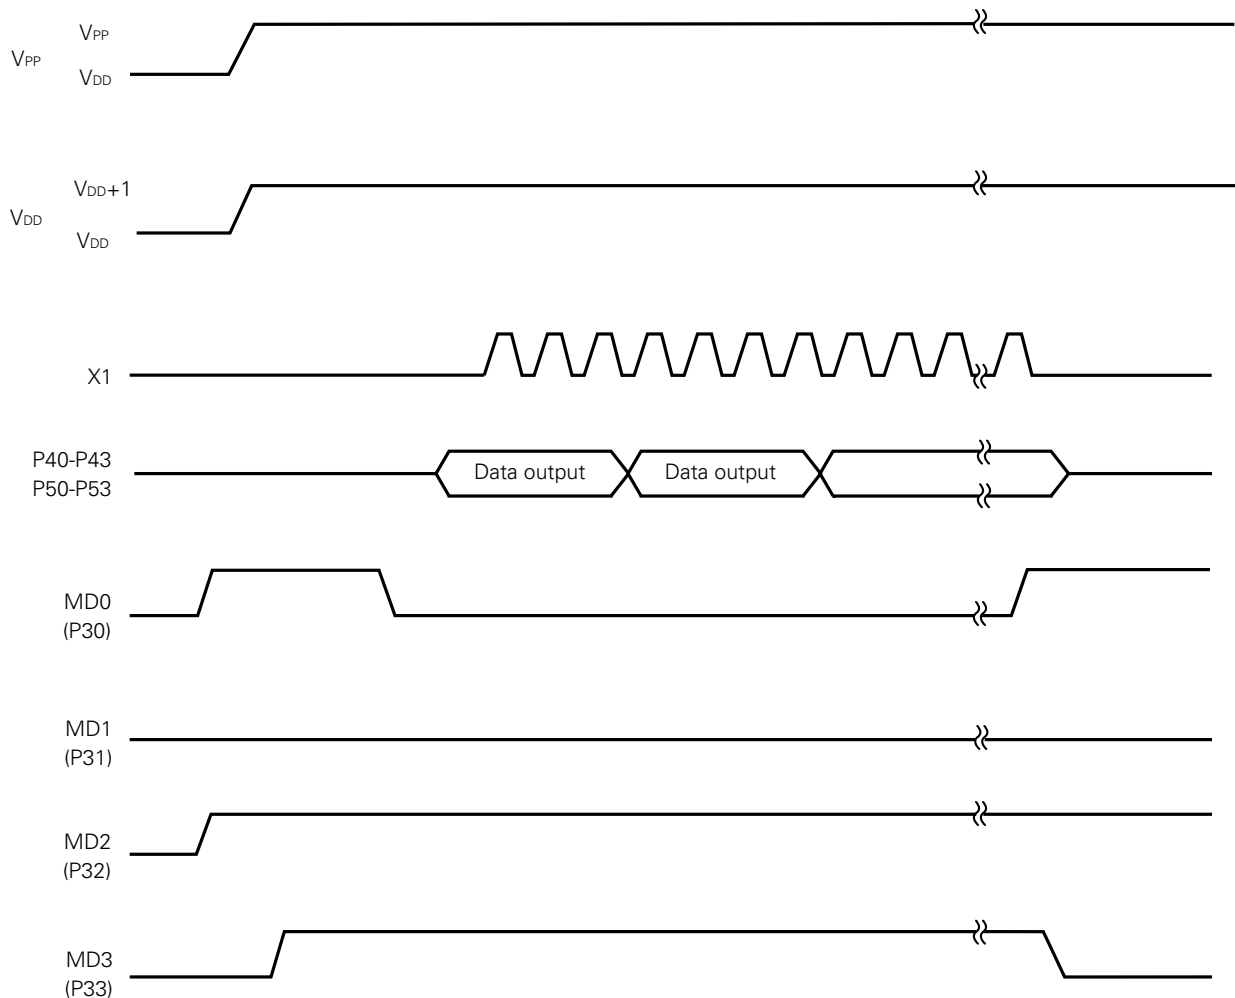 VPP
VPP
VDD
VDD+1
VDD
VDD
X1
P40-P43
P50-P53
Data output
Data output
MD0
(P30)
MD1
(P31)
MD2
(P32)
MD3
(P33)